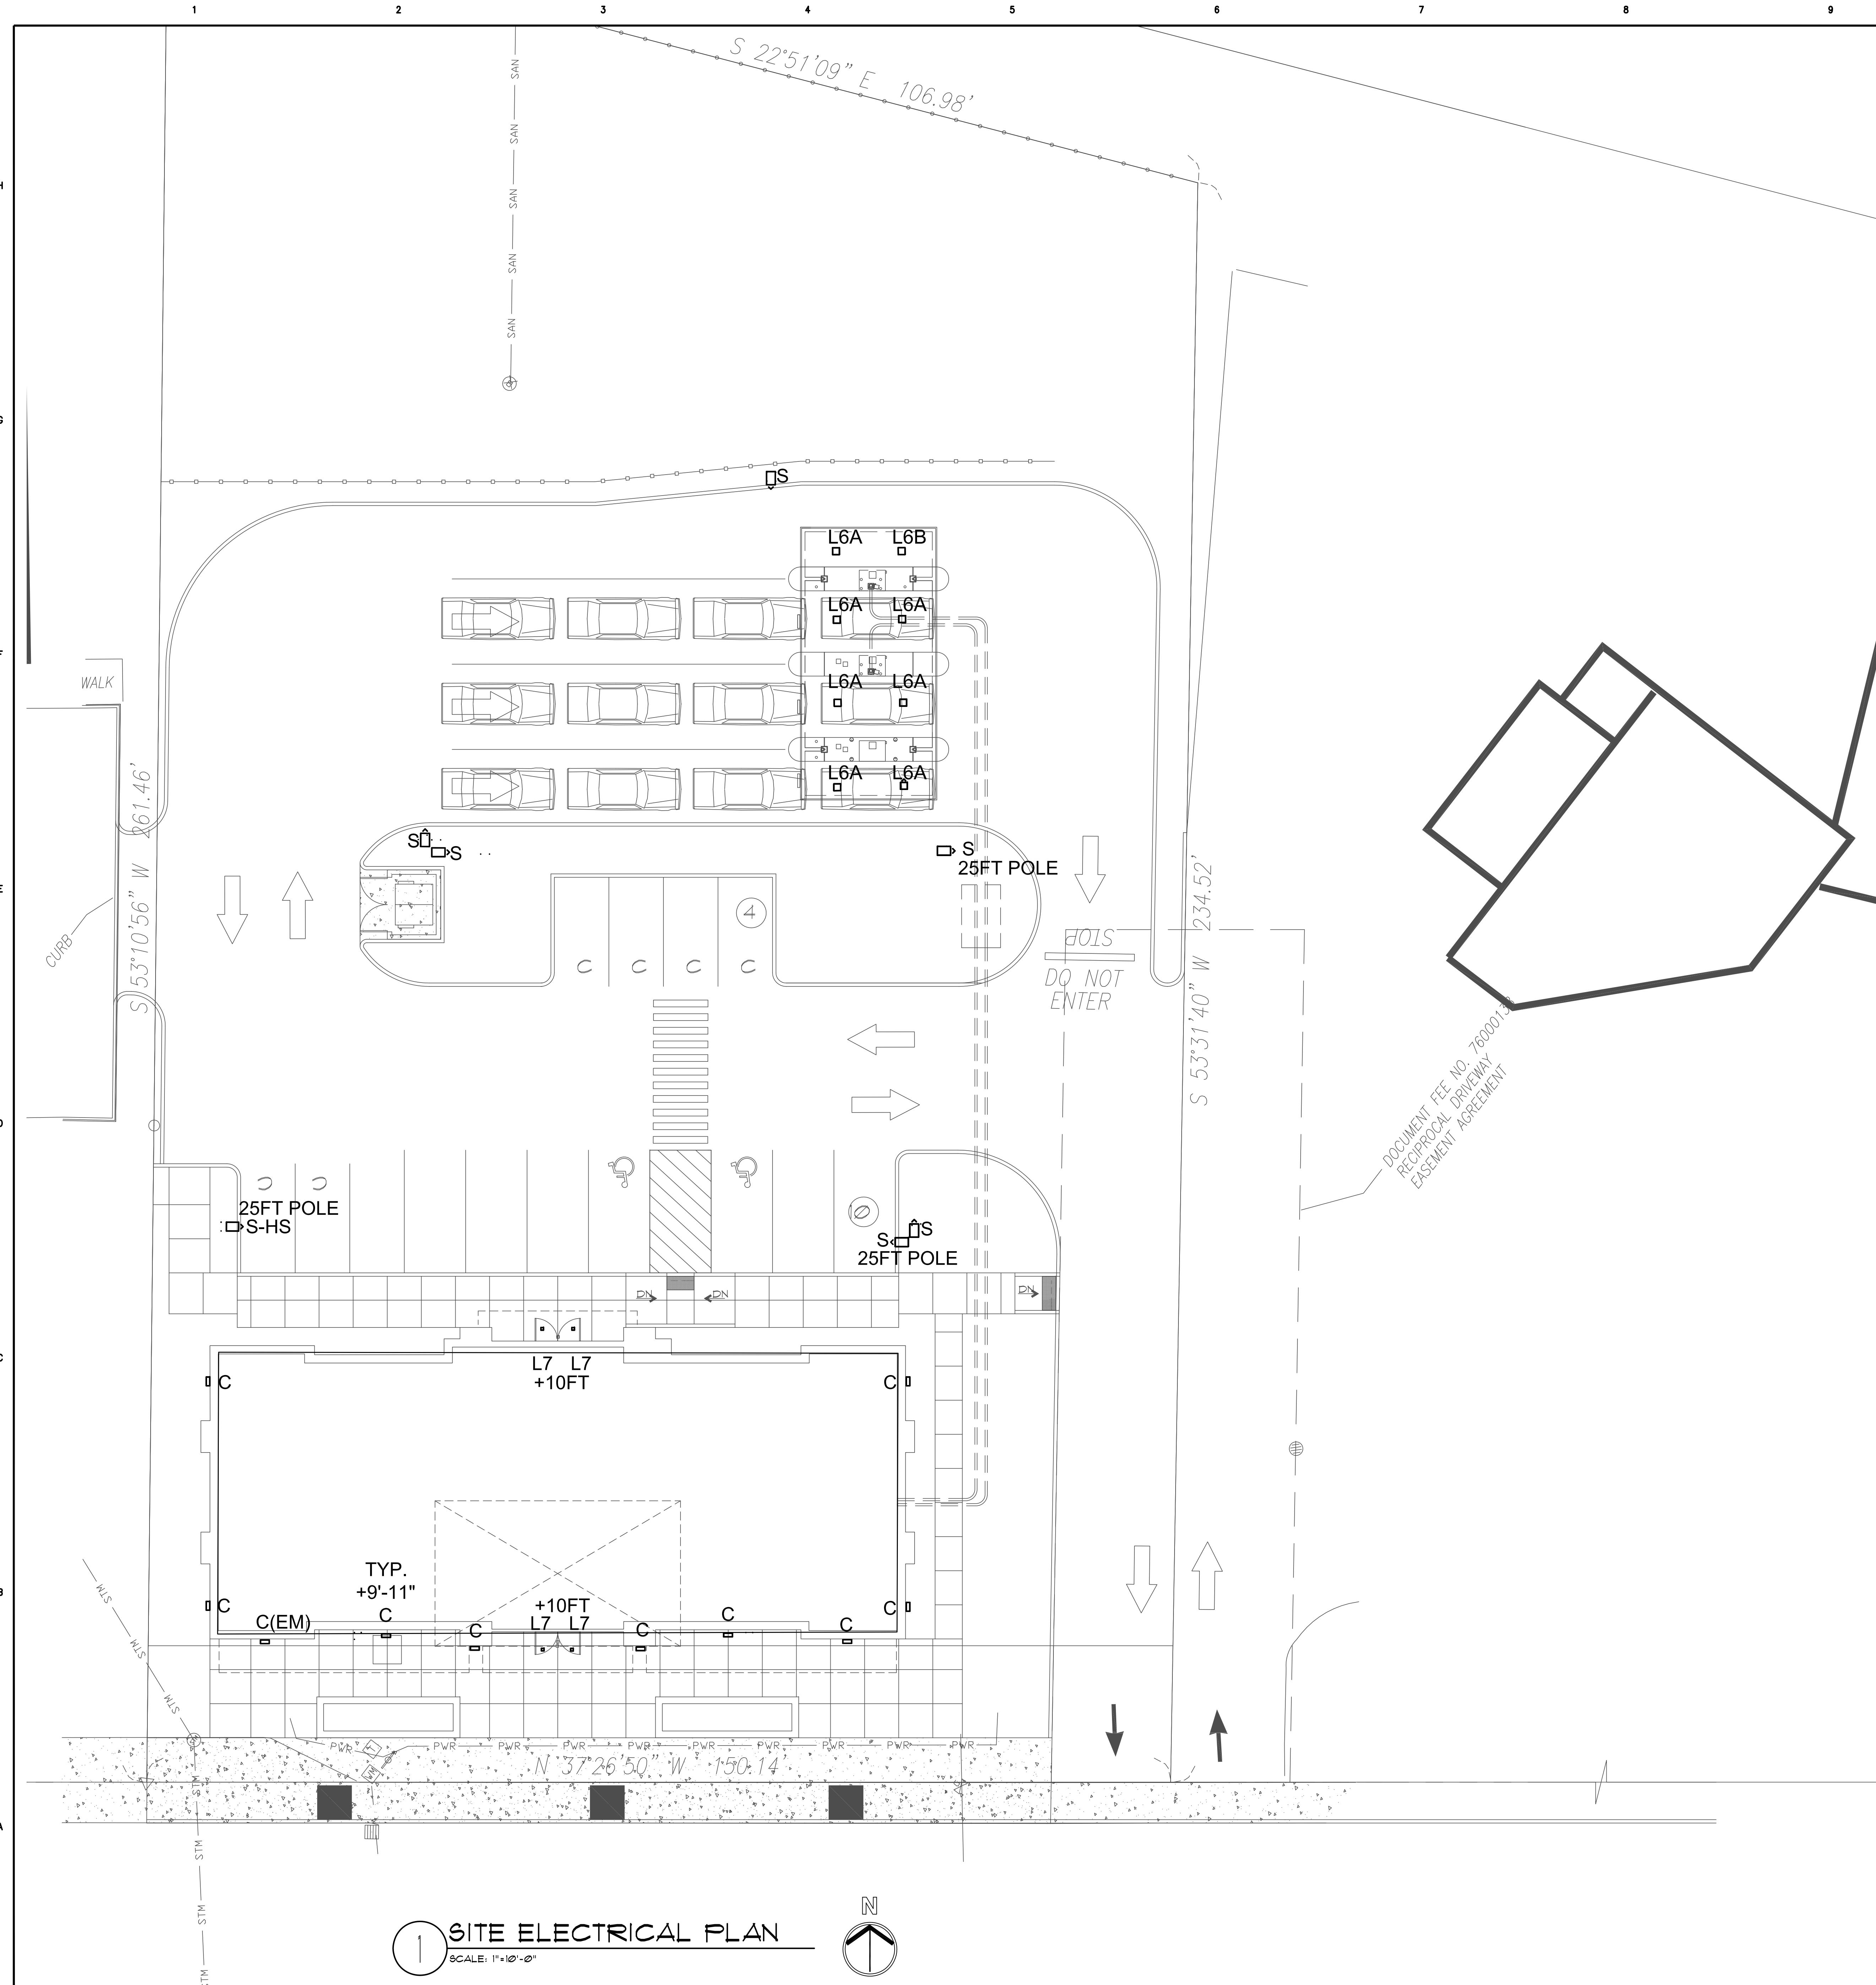 1 2 3 4 5 6 7 8 9
S 22°51'09" E 106.98'
SAN
SAN
SAN
SAN
SAN
H
G
S
L6A L6B
L6A L6A
F
L6A L6A
WALK
L6A L6A
S 53°10'56" W 261.46'
CURB
S
S
S
25FT POLE
E
4
C C C C
STOP
DO NOT
ENTER
S 53°31'40" W 234.52'
RECIPROCAL DRIVEWAY
EASEMENT AGREEMENT
D
25FT POLE
S-HS
10
S
S
25FT POLE
DN DN DN
C
L7 L7
+10FT
C C
TYP.
+9'-11"
B
+10FT
L7 L7
C C
C(EM) C C C C C
STM
STM
STM
PWR PWR PWR PWR PWR PWR PWR PWR PWR
T
WM
N 37°26'50" W 150.14'
STM
A
STM
STM
STM
N
1 SITE ELECTRICAL PLAN
SCALE: 1"=10'-0"